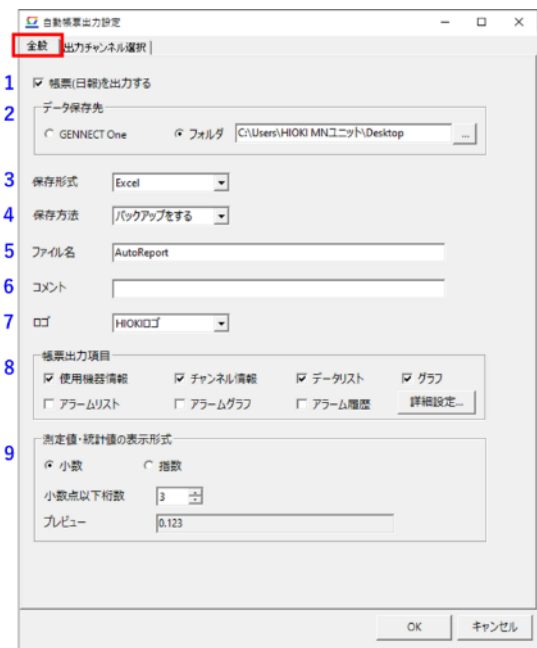 自動帳票出力設定
全般 出力チャンネル選択
1 帳票(日報)を出力する
2 データ保存先
GENNECT One フォルダ C:\Users\HIOKI MNユニット\Desktop ...
3 保存形式 Excel
4 保存方法 バックアップをする
5 ファイル名 AutoReport
6 コメント
7 ロゴ HIOKIロゴ
8 帳票出力項目
使用機器情報 チャンネル情報 データリスト グラフ
アラームリスト アラームグラフ アラーム履歴 詳細設定...
9 測定値・統計値の表示形式
小数 指数
小数点以下桁数 3
プレビュー 0.123
OK キャンセル